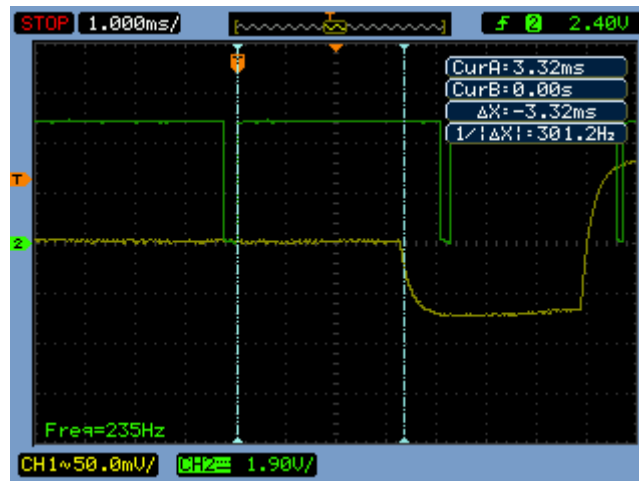 STOP 1.000ms/ T 2 2.40V
T
CurA:3.32ms
CurB:0.00s
ΔX:-3.32ms
1/|ΔX|:301.2Hz
T
2
Freq=235Hz
CH1~50.0mV/ CH2 1.90V/